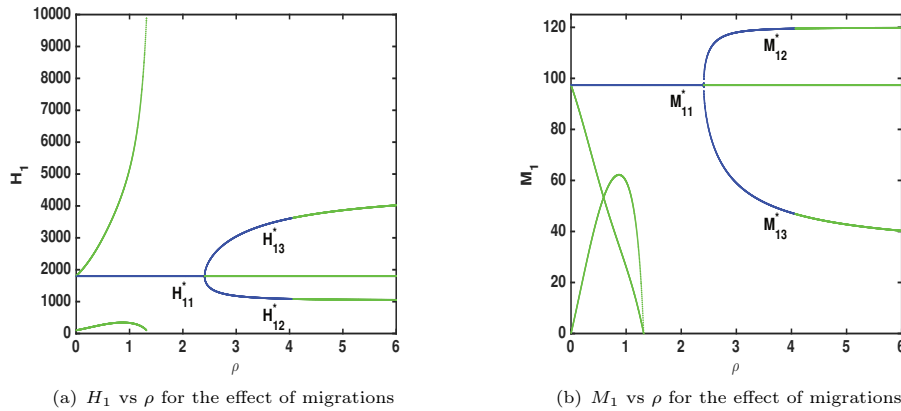 10000
9000
8000
7000
6000
5000
4000
3000
2000
1000
0
H₁
H*₁₃
H*₁₁
H*₁₂
0 1 2 3 4 5 6
ρ
(a) H₁ vs ρ for the effect of migrations
120
100
80
60
40
20
0
M₁
M*₁₂
M*₁₁
M*₁₃
0 1 2 3 4 5 6
ρ
(b) M₁ vs ρ for the effect of migrations